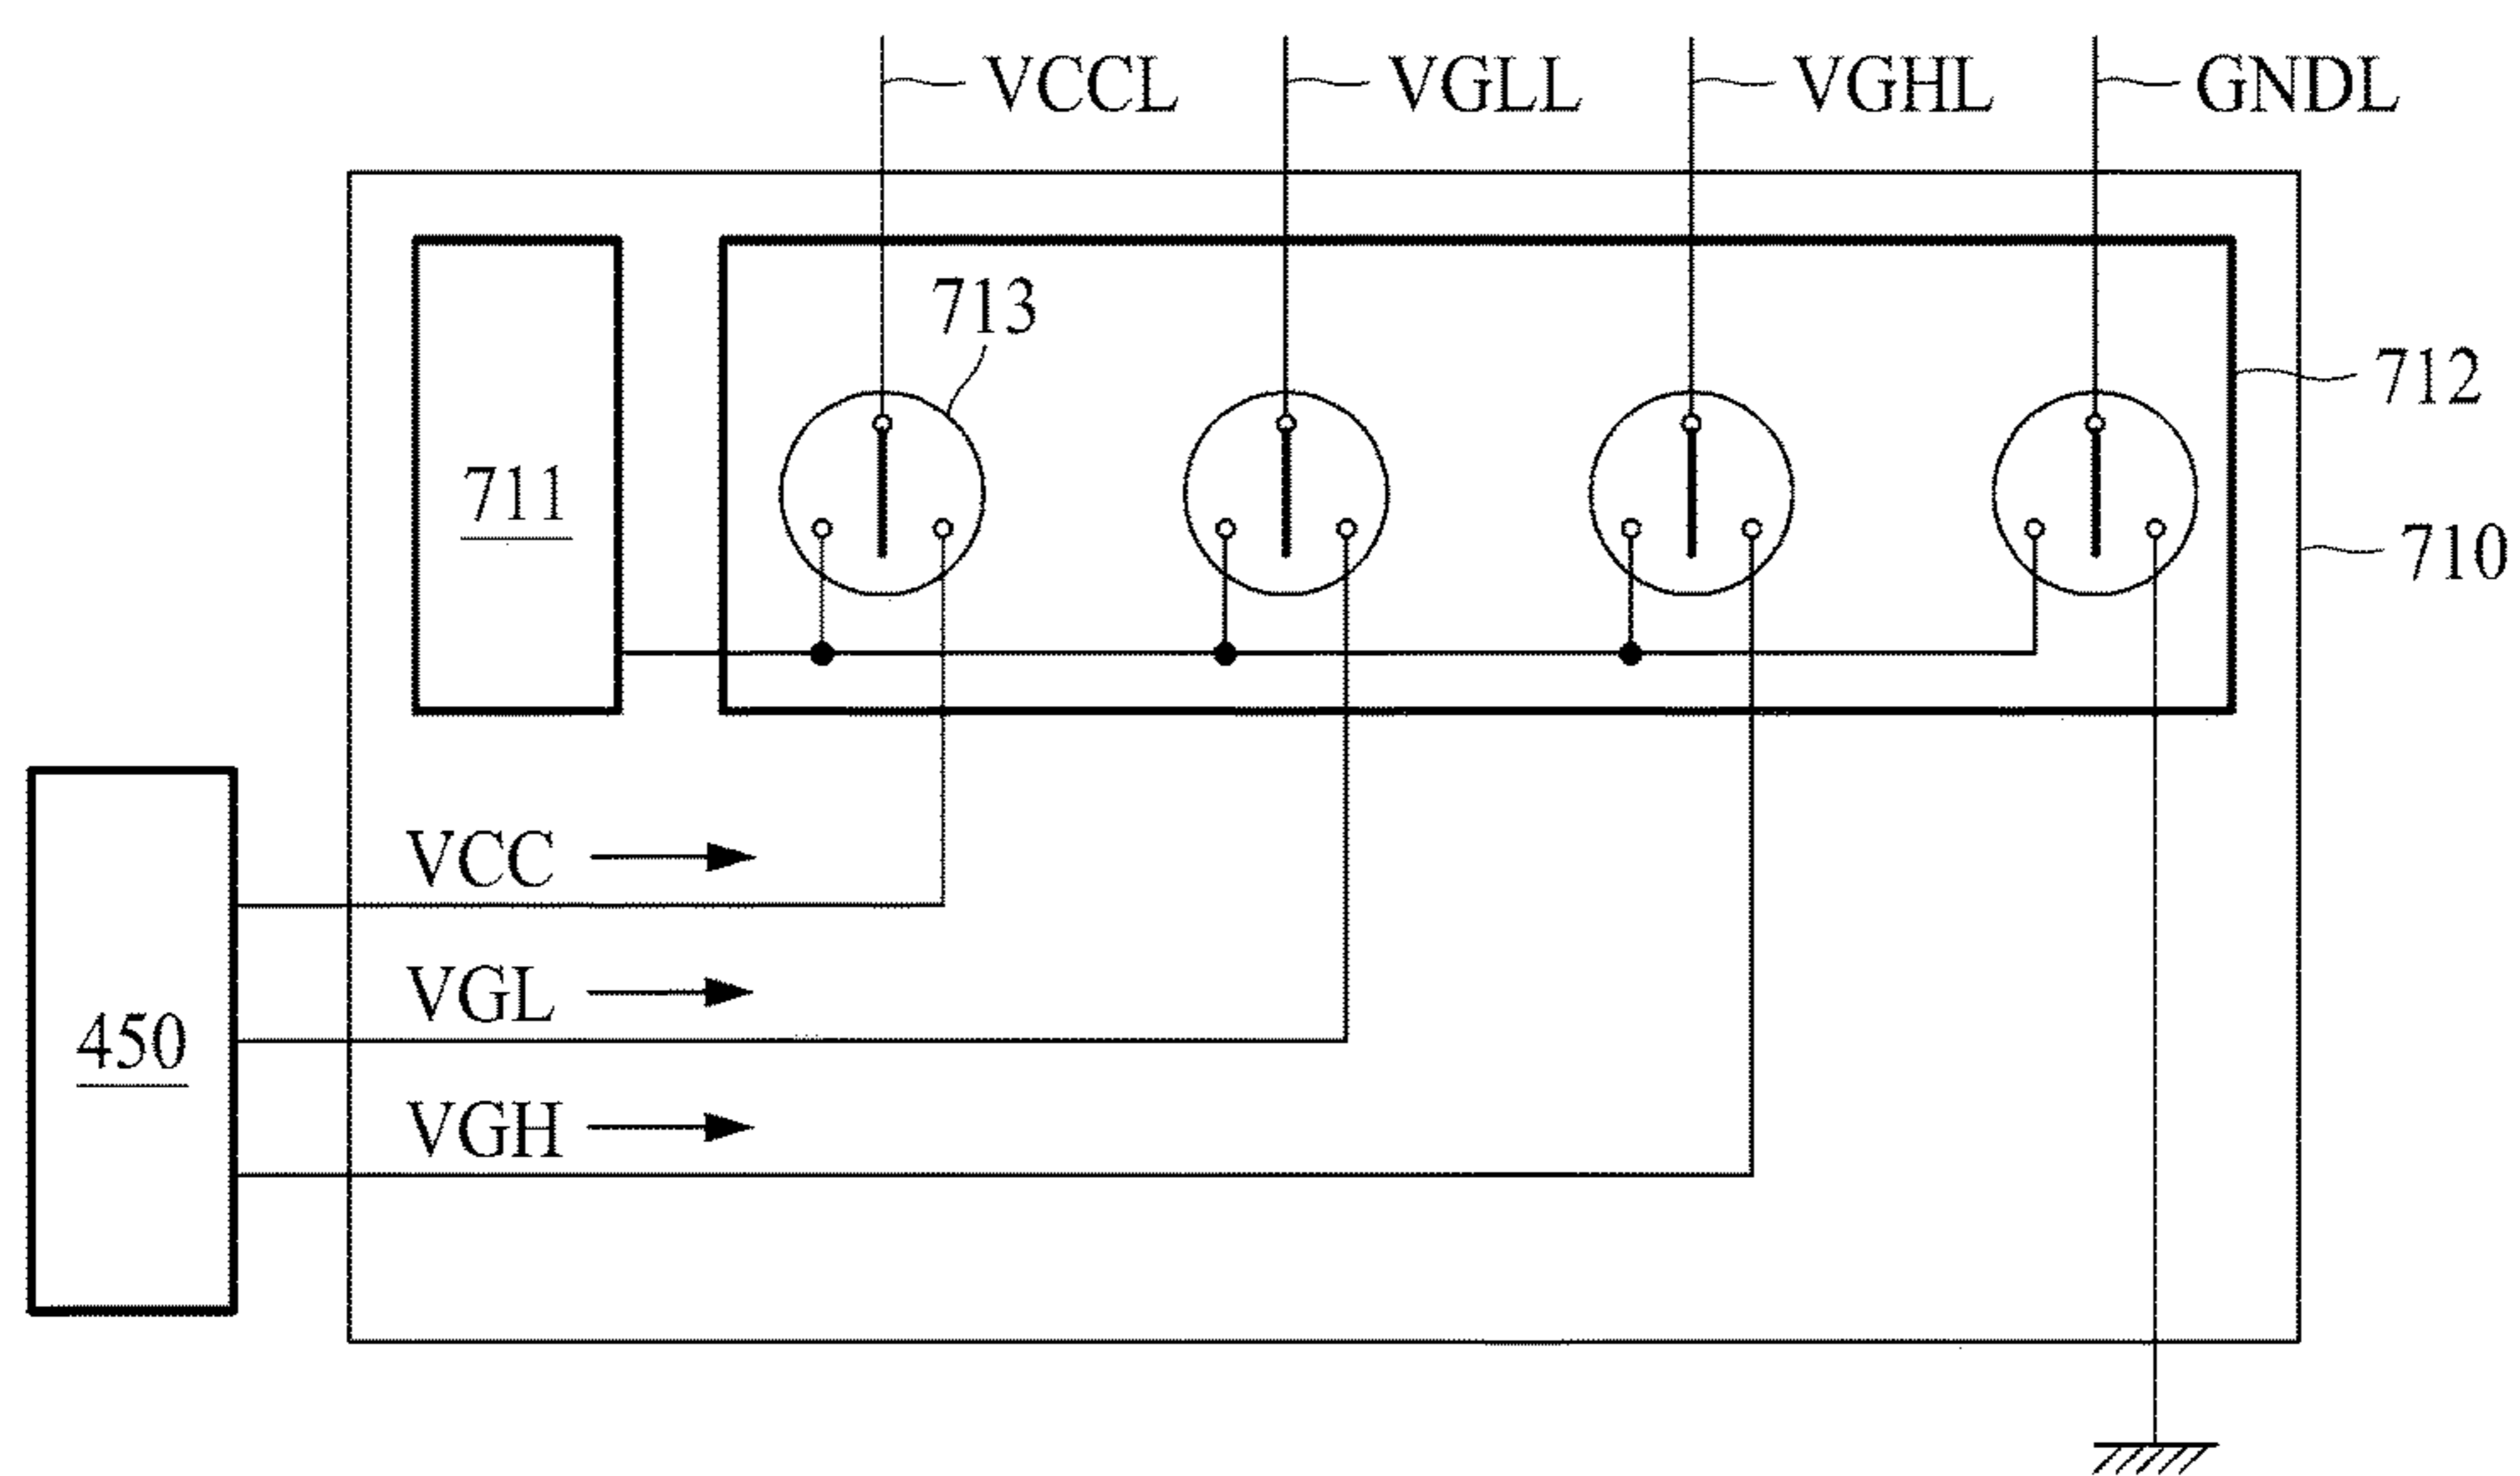 VCCL VGLL VGHL GNDL
713
712
711
710
VCC
VGL
450
VGH